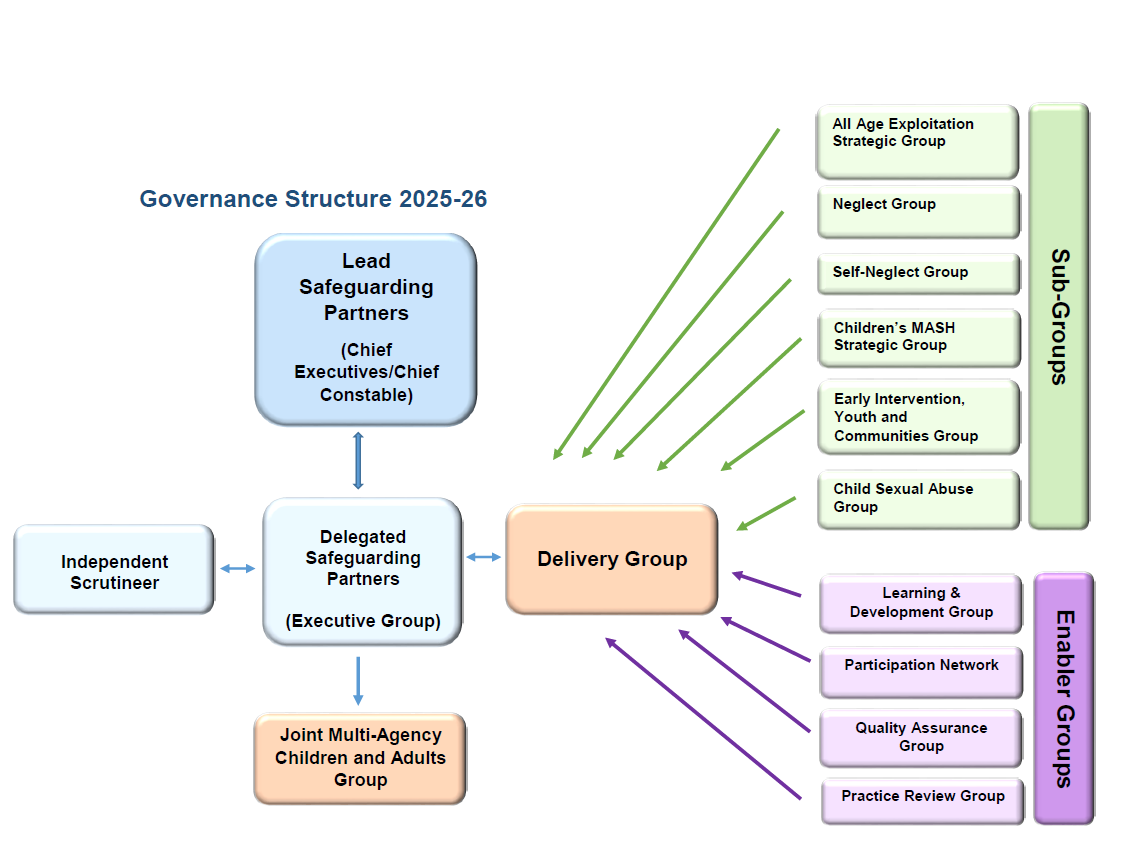 Governance Structure 2025-26
Lead
Safeguarding
Partners
(Chief
Executives/Chief
Constable)
Independent
Scrutineer
Delegated
Safeguarding
Partners
(Executive Group)
Delivery Group
Joint Multi-Agency
Children and Adults
Group
All Age Exploitation
Strategic Group
Neglect Group
Self-Neglect Group
Children’s MASH
Strategic Group
Early Intervention,
Youth and
Communities Group
Child Sexual Abuse
Group
Sub-Groups
Learning &
Development Group
Participation Network
Quality Assurance
Group
Practice Review Group
Enabler Groups